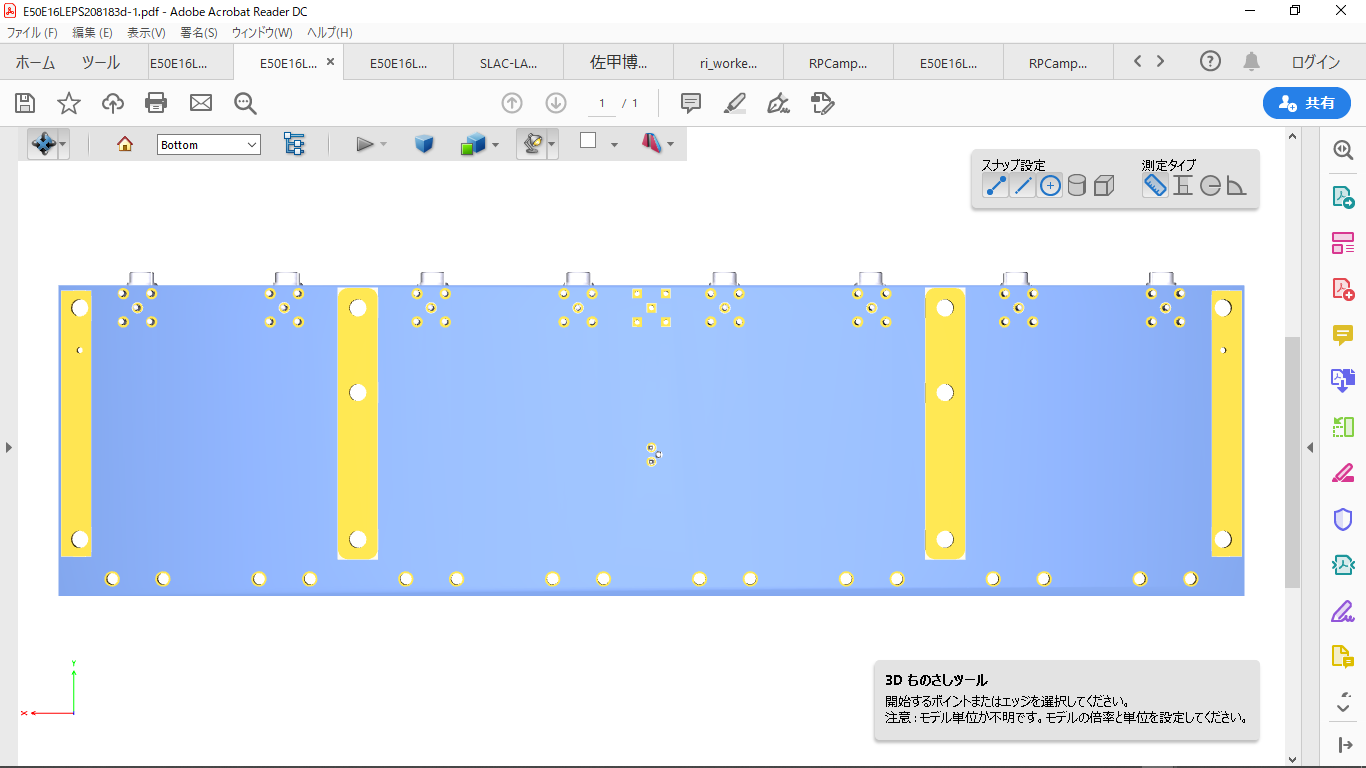 E50E16LEPS208183d-1.pdf - Adobe Acrobat Reader DC
ファイル (F) 編集 (E) 表示(V) 署名(S) ウィンドウ(W) ヘルプ(H)
ホーム ツール E50E16L... E50E16L... × E50E16L... SLAC-LA... 佐甲博... ri_worke... RPCamp... E50E16L... RPCamp... ログイン
1 / 1 共有
Bottom
スナップ設定 測定タイプ
Y
X
3D ものさしツール
開始するポイントまたはエッジを選択してください。
注意 : モデル単位が不明です。モデルの倍率と単位を設定してください。